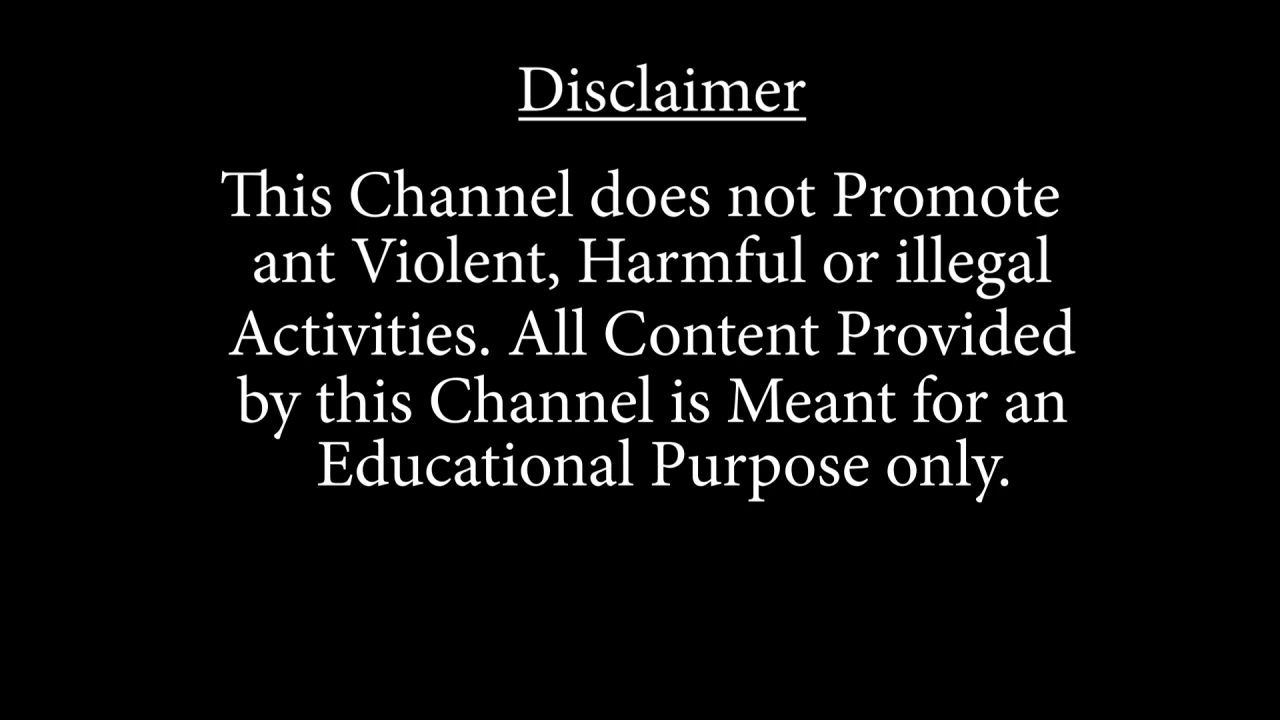 Disclaimer
This Channel does not Promote
ant Violent, Harmful or illegal
Activities. All Content Provided
by this Channel is Meant for an
Educational Purpose only.